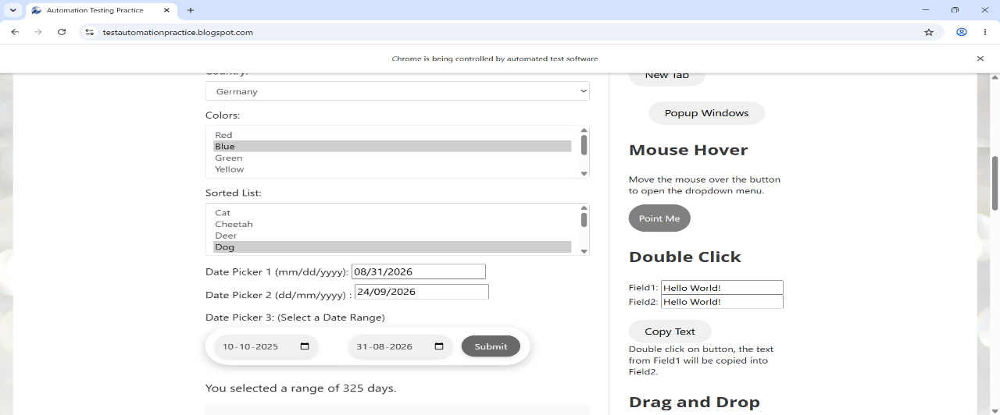 Automation Testing Practice
testautomationpractice.blogspot.com
Chrome is being controlled by automated test software
Country:
Germany
Colors:
Red
Blue
Green
Yellow
Sorted List:
Cat
Cheetah
Deer
Dog
Date Picker 1 (mm/dd/yyyy): 08/31/2026
Date Picker 2 (dd/mm/yyyy) : 24/09/2026
Date Picker 3: (Select a Date Range)
10-10-2025 31-08-2026 Submit
You selected a range of 325 days.
New Tab
Popup Windows
Mouse Hover
Move the mouse over the button
to open the dropdown menu.
Point Me
Double Click
Field1: Hello World!
Field2: Hello World!
Copy Text
Double click on button, the text
from Field1 will be copied into
Field2.
Drag and Drop